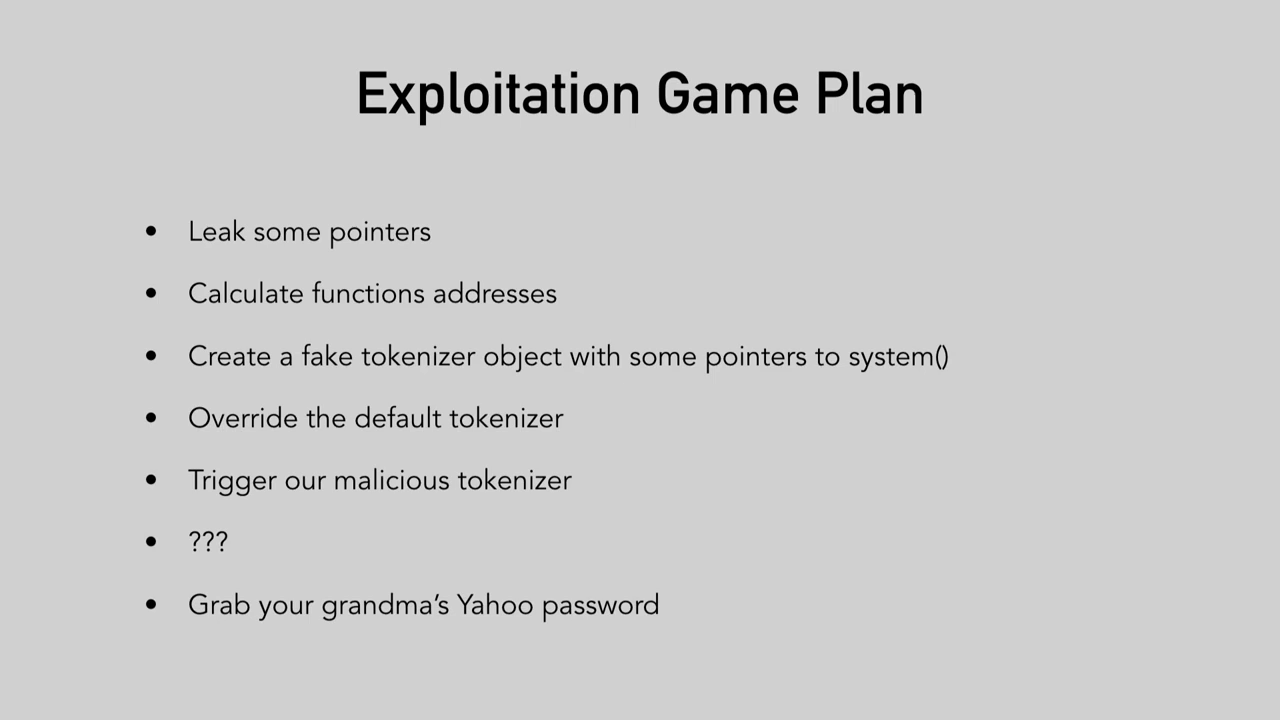 Exploitation Game Plan
• Leak some pointers
• Calculate functions addresses
• Create a fake tokenizer object with some pointers to system()
• Override the default tokenizer
• Trigger our malicious tokenizer
• ???
• Grab your grandma’s Yahoo password